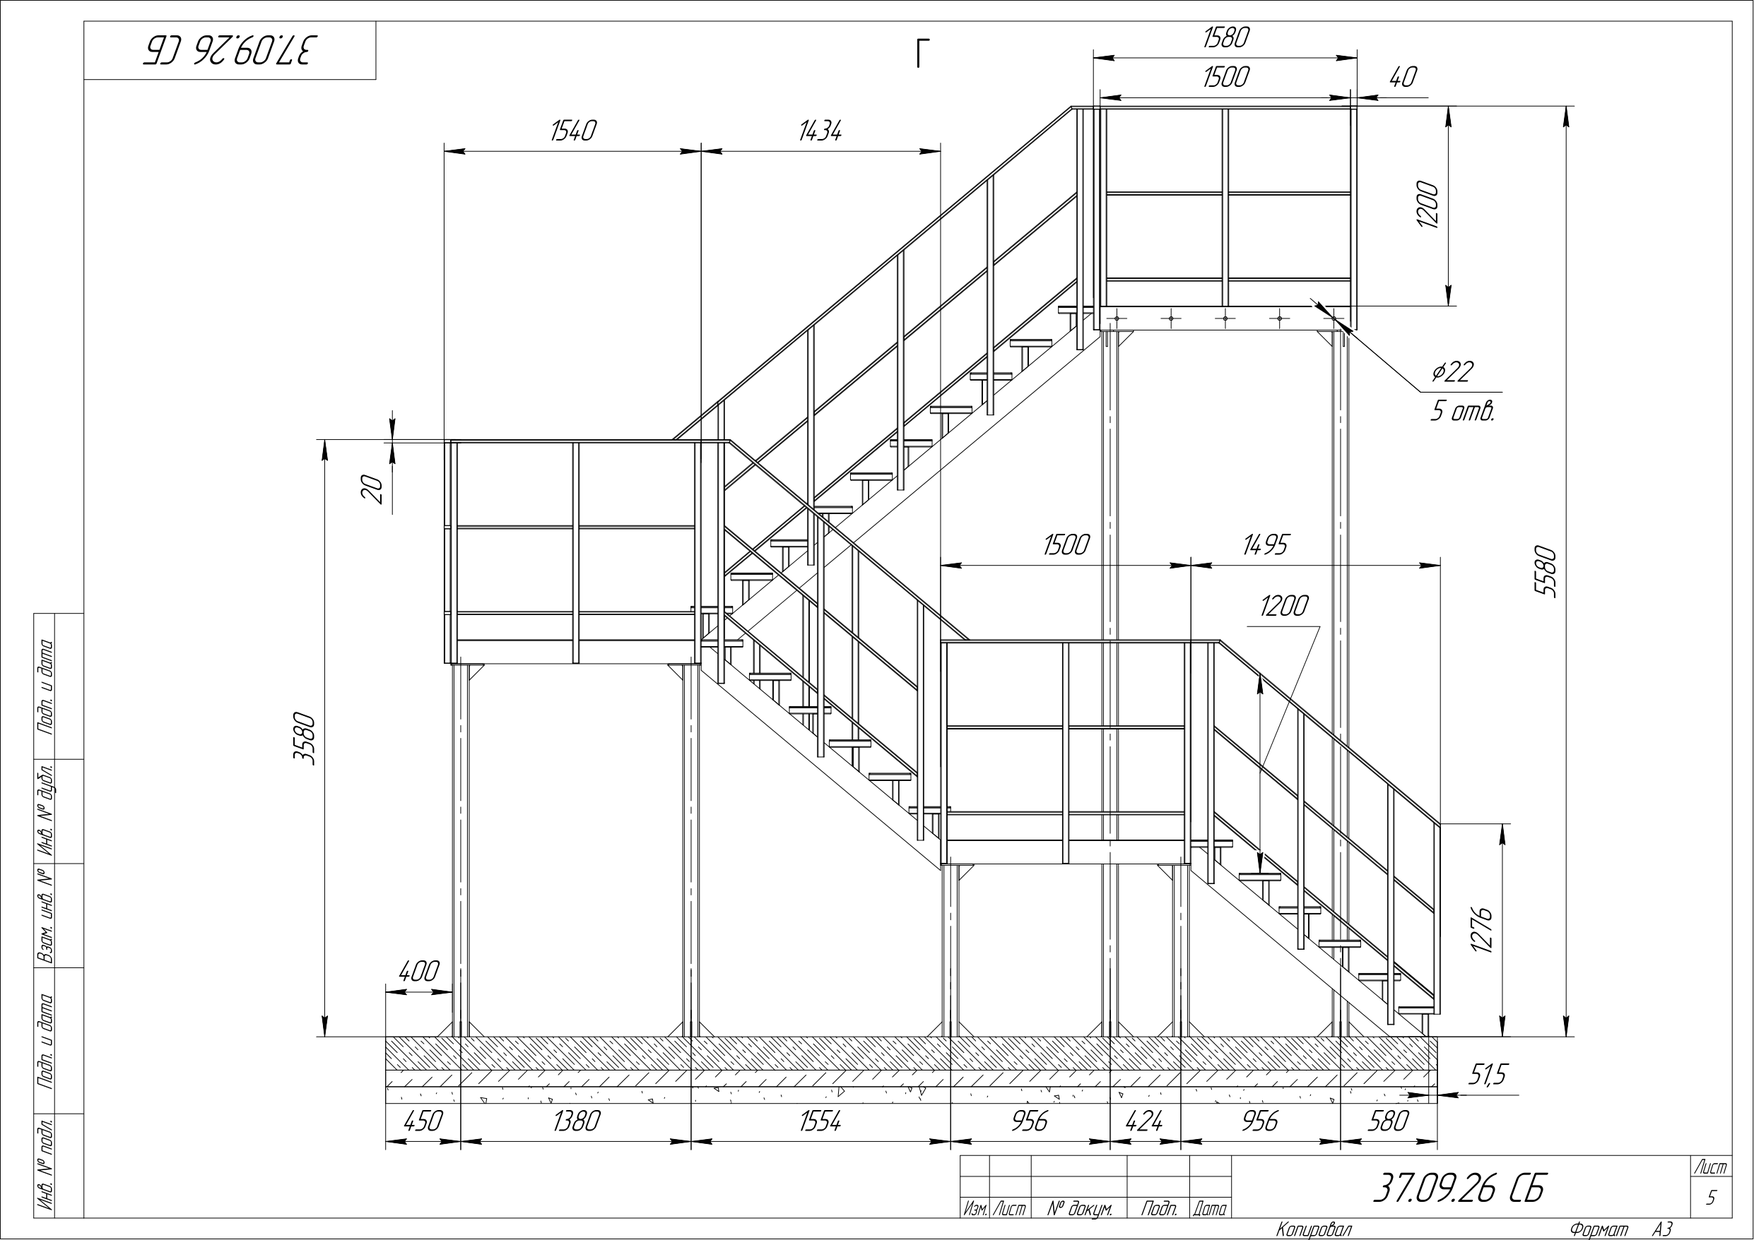 37.09.26 СБ
Г
1580
1500
40
1540
1434
1200
⌀22
5 отв.
20
1500
1495
1200
5580
3580
1276
400
51,5
450
1380
1554
956
424
956
580
Подп. и дата
Инв. № дубл.
Взам. инв. №
Подп. и дата
Инв. № подл.
Изм.
Лист
№ докум.
Подп.
Дата
37.09.26 СБ
Лист
5
Копировал
Формат А3